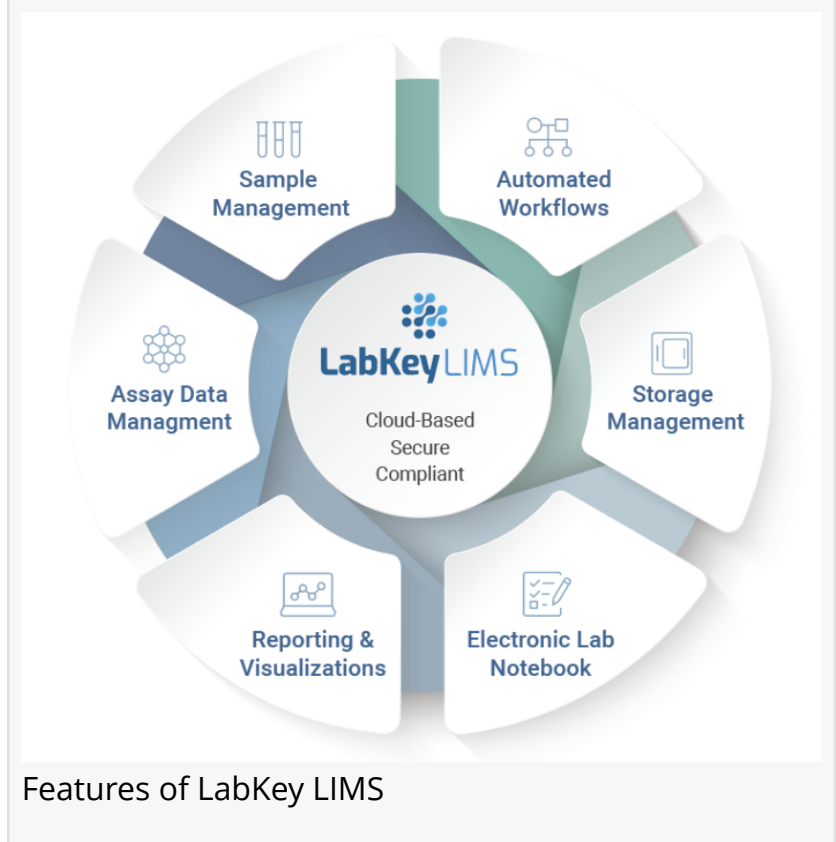 Sample
Management
Automated
Workflows
Assay Data
Managment
LabKey LIMS
Cloud-Based
Secure
Compliant
Storage
Management
Reporting &
Visualizations
Electronic Lab
Notebook
Features of LabKey LIMS